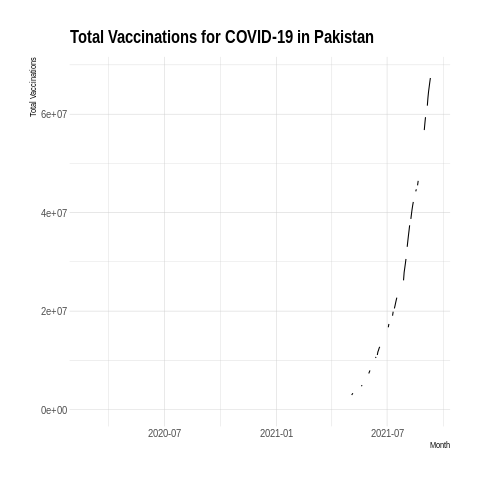 Total Vaccinations for COVID-19 in Pakistan
Total Vaccinations
6e+07
4e+07
2e+07
0e+00
2020-07 2021-01 2021-07
Month